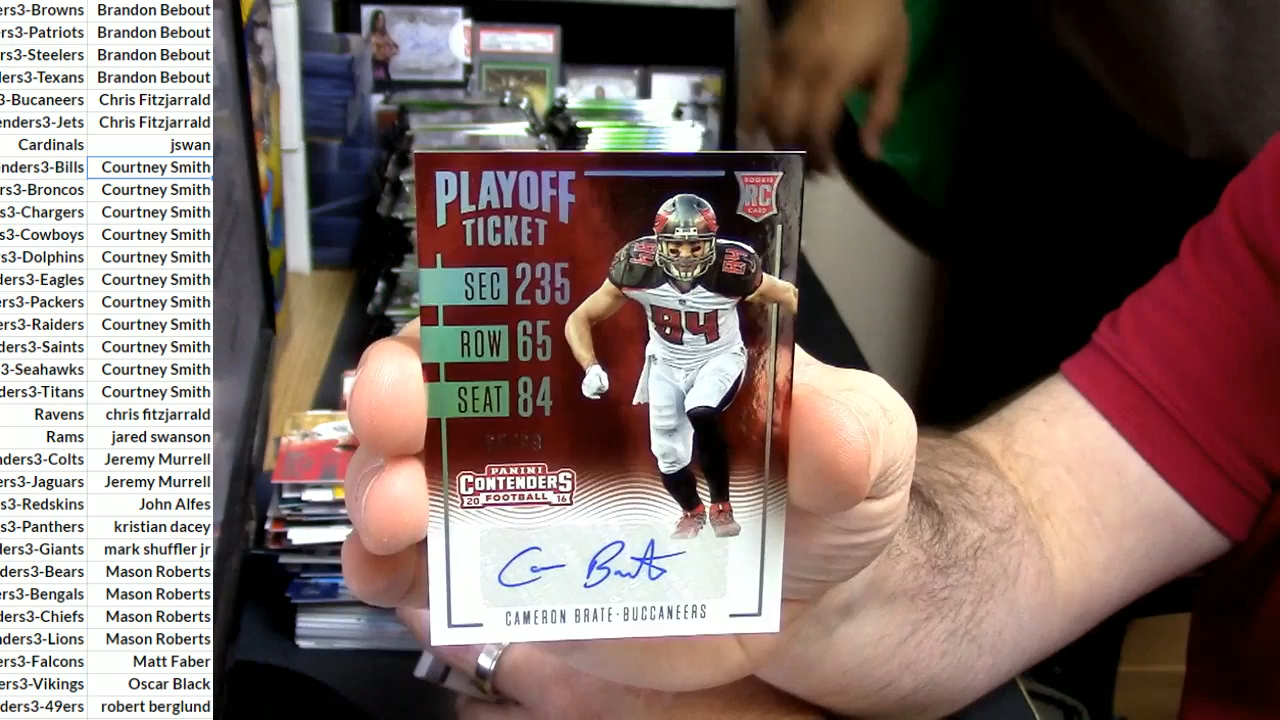 ers3-Browns Brandon Bebout
ers3-Patriots Brandon Bebout
rs3-Steelers Brandon Bebout
ders3-Texans Brandon Bebout
3-Bucaneers Chris Fitzjarrald
enders3-Jets Chris Fitzjarrald
Cardinals jswan
enders3-Bills Courtney Smith
rs3-Broncos Courtney Smith
s3-Chargers Courtney Smith
s3-Cowboys Courtney Smith
s3-Dolphins Courtney Smith
ders3-Eagles Courtney Smith
rs3-Packers Courtney Smith
rs3-Raiders Courtney Smith
ders3-Saints Courtney Smith
3-Seahawks Courtney Smith
ders3-Titans Courtney Smith
Ravens chris fitzjarrald
Rams jared swanson
nders3-Colts Jeremy Murrell
rs3-Jaguars Jeremy Murrell
s3-Redskins John Alfes
rs3-Panthers kristian dacey
ders3-Giants mark shuffler jr
nders3-Bears Mason Roberts
rs3-Bengals Mason Roberts
ders3-Chiefs Mason Roberts
nders3-Lions Mason Roberts
ers3-Falcons Matt Faber
ers3-Vikings Oscar Black
nders3-49ers robert berglund
PLAYOFF
TICKET
ROOKIE
RC
CARD
SEC 235
ROW 65
SEAT 84
84
84
PANINI
CONTENDERS
20 FOOTBALL 16
CAMERON BRATE-BUCCANEERS